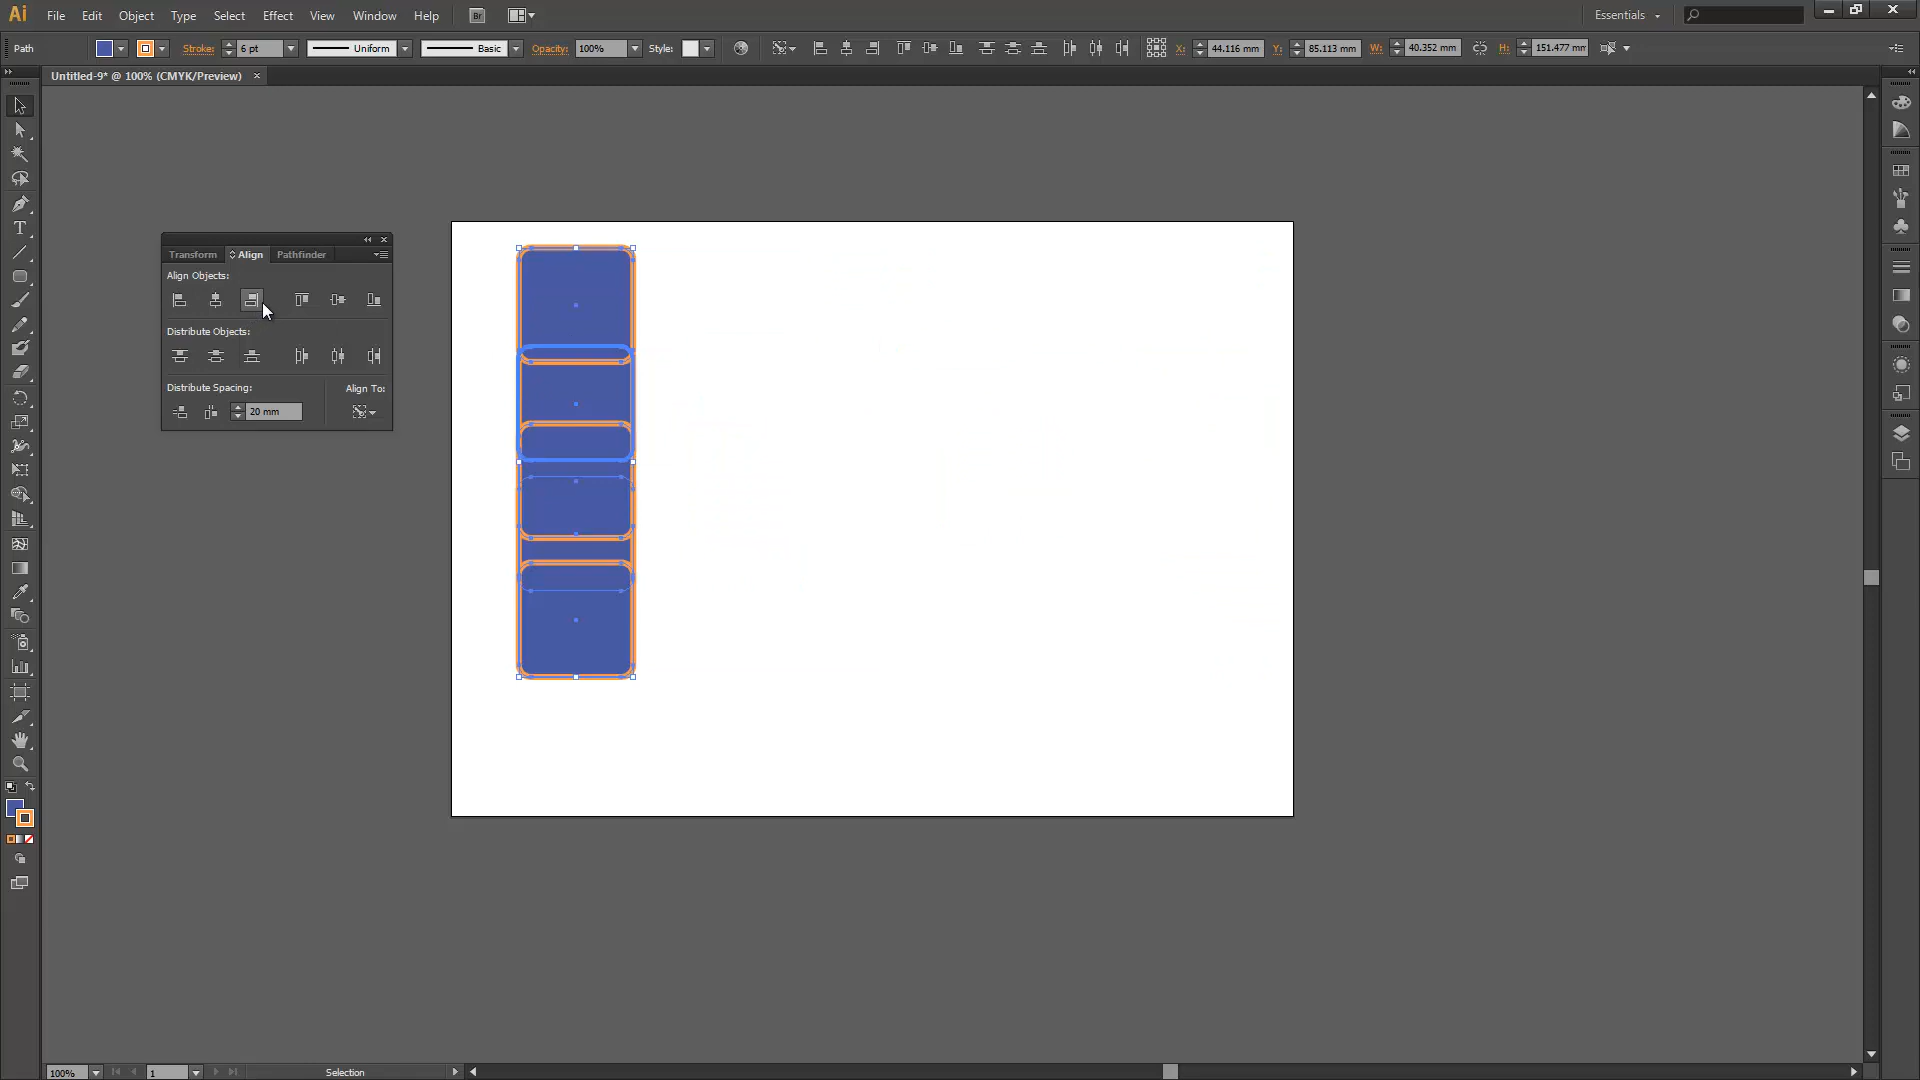 Ai File Edit Object Type Select Effect View Window Help Br Essentials
Path Stroke: 6 pt Uniform Basic Opacity: 100% Style: X: 44.116 mm Y: 85.113 mm W: 40.352 mm H: 151.477 mm
Untitled-9* @ 100% (CMYK/Preview)
Transform Align Pathfinder
Align Objects:
Distribute Objects:
Distribute Spacing: Align To:
20 mm
T
100% 1 Selection